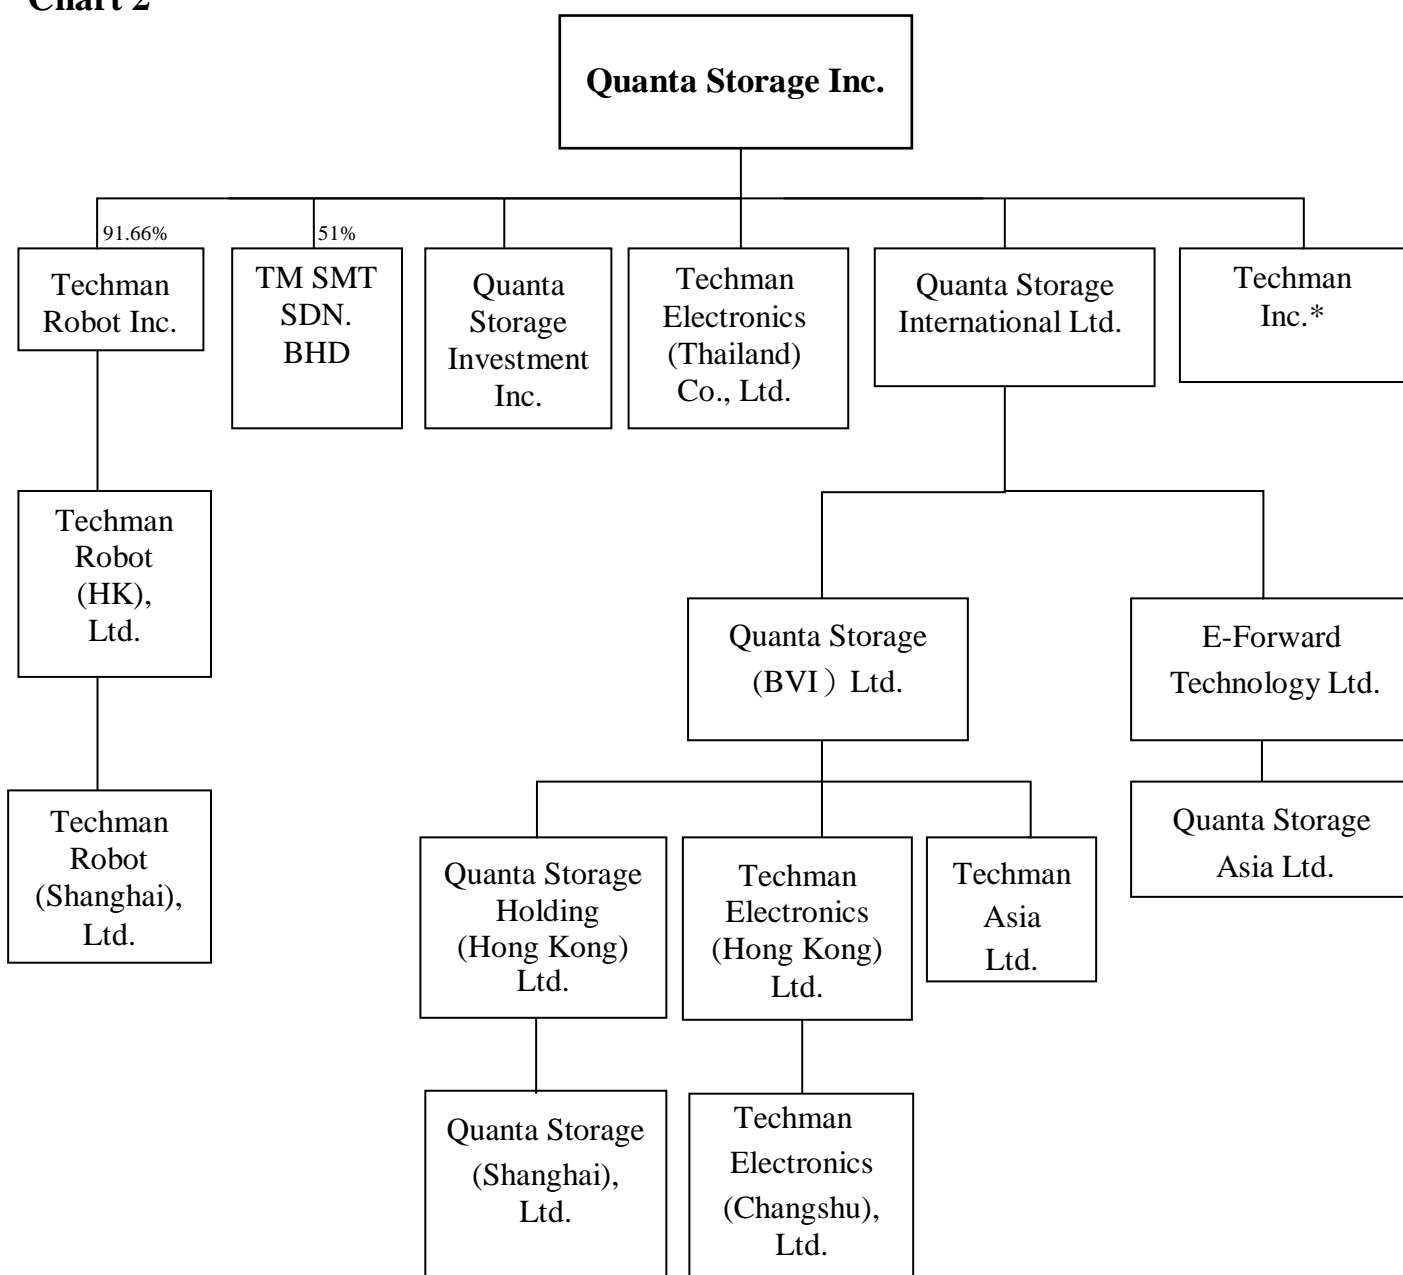 Chart 2
Quanta Storage Inc.
91.66%
51%
Techman
Robot Inc.
TM SMT
SDN.
BHD
Quanta
Storage
Investment
Inc.
Techman
Electronics
(Thailand)
Co., Ltd.
Quanta Storage
International Ltd.
Techman
Inc.*
Techman
Robot
(HK),
Ltd.
Quanta Storage
(BVI）Ltd.
E-Forward
Technology Ltd.
Techman
Robot
(Shanghai),
Ltd.
Quanta Storage
Holding
(Hong Kong)
Ltd.
Techman
Electronics
(Hong Kong)
Ltd.
Techman
Asia
Ltd.
Quanta Storage
Asia Ltd.
Quanta Storage
(Shanghai),
Ltd.
Techman
Electronics
(Changshu),
Ltd.